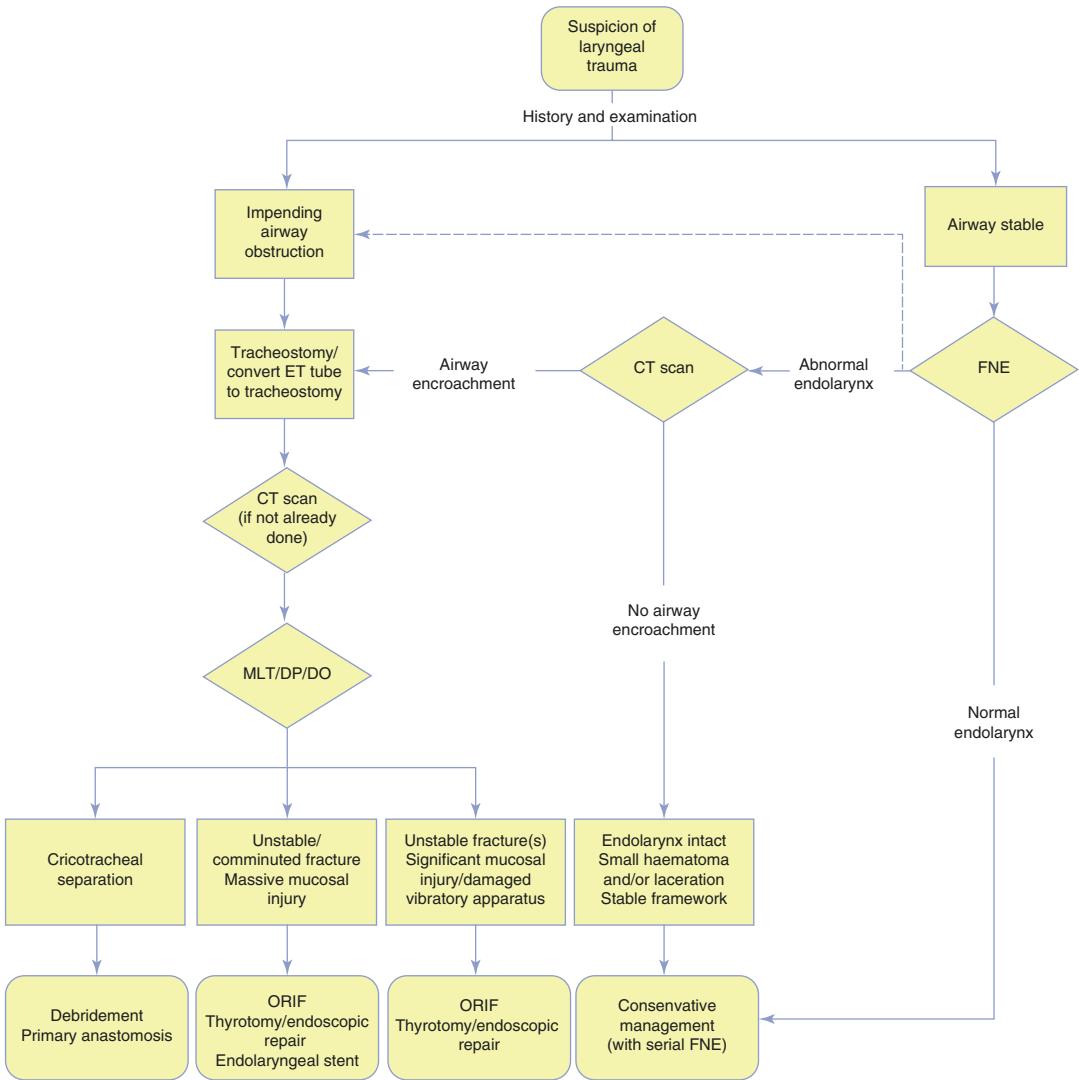 Suspicion of
laryngeal
trauma
History and examination
Impending
airway
obstruction
Airway stable
Tracheostomy/
convert ET tube
to tracheostomy
Airway
encroachment
CT scan
Abnormal
endolarynx
FNE
CT scan
(if not already
done)
No airway
encroachment
MLT/DP/DO
Normal
endolarynx
Cricotracheal
separation
Unstable/
comminuted fracture
Massive mucosal
injury
Unstable fracture(s)
Significant mucosal
injury/damaged
vibratory apparatus
Endolarynx intact
Small haematoma
and/or laceration
Stable framework
Debridement
Primary anastomosis
ORIF
Thyrotomy/endoscopic
repair
Endolaryngeal stent
ORIF
Thyrotomy/endoscopic
repair
Consvative
management
(with serial FNE)